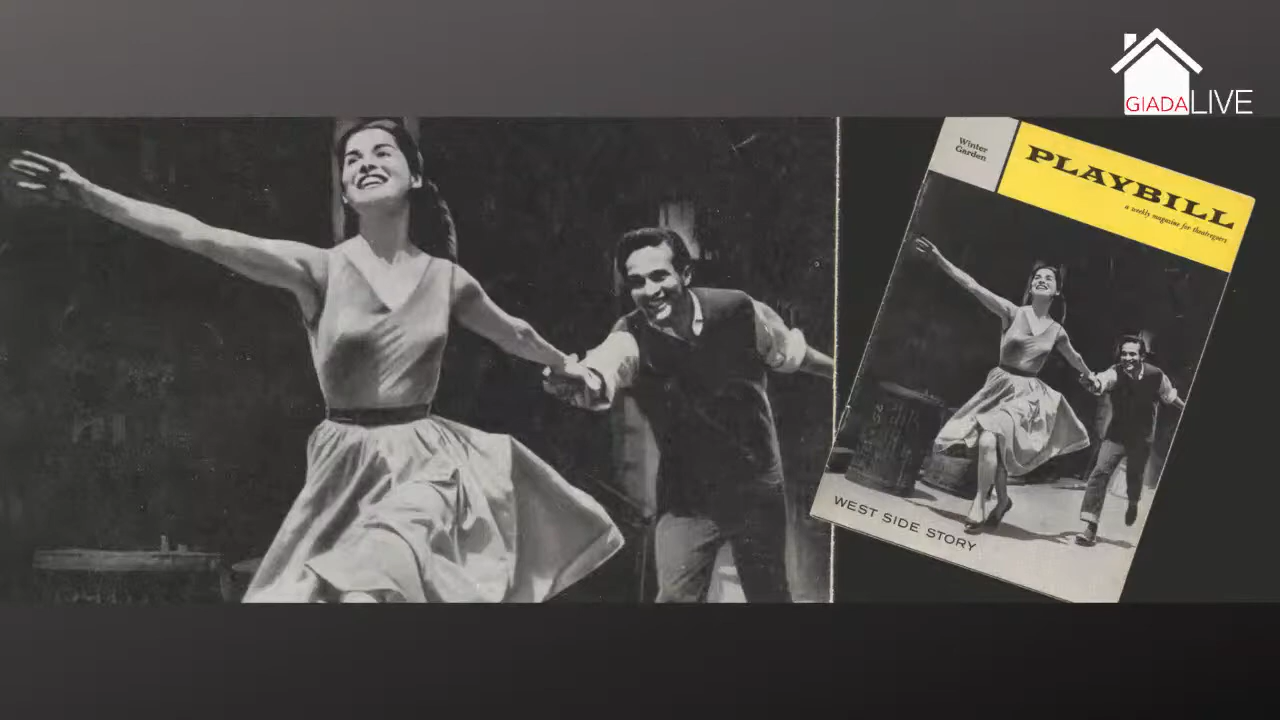 GIADALIVE
Winter
Garden
PLAYBILL
a weekly magazine for theatregoers
WEST SIDE STORY